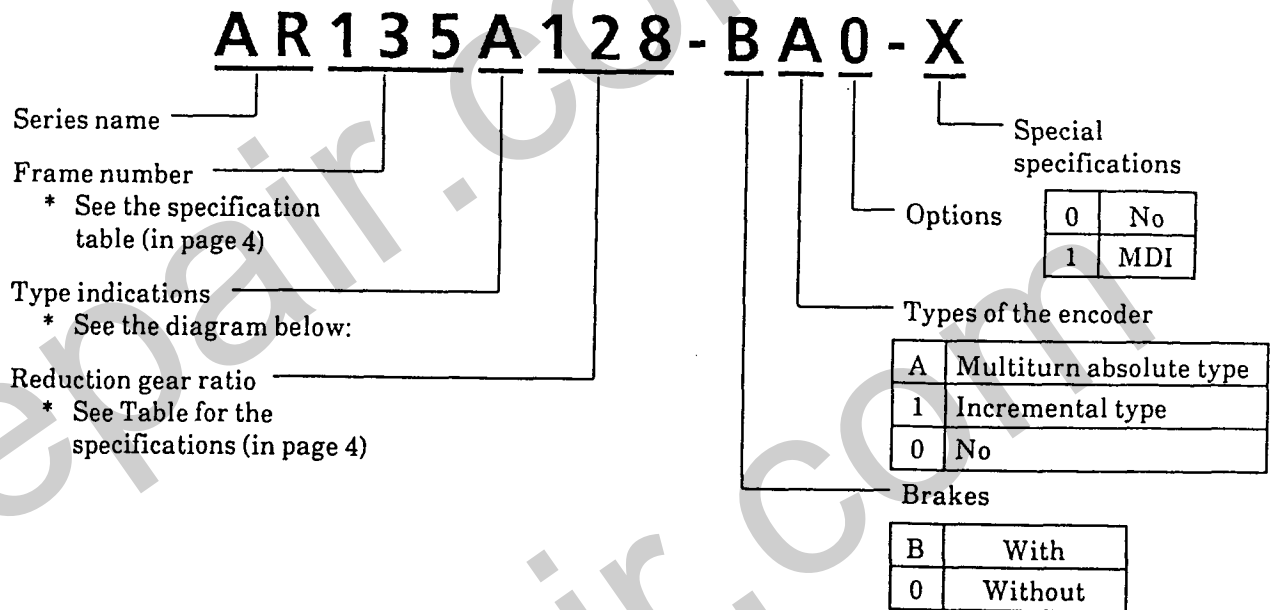 AR135A128-BA0-X
Series name
Frame number
* See the specification
table (in page 4)
Type indications
* See the diagram below:
Reduction gear ratio
* See Table for the
specifications (in page 4)
Special
specifications
Options
0 No
1 MDI
Types of the encoder
A Multiturn absolute type
1 Incremental type
0 No
Brakes
B With
0 Without
epair.com